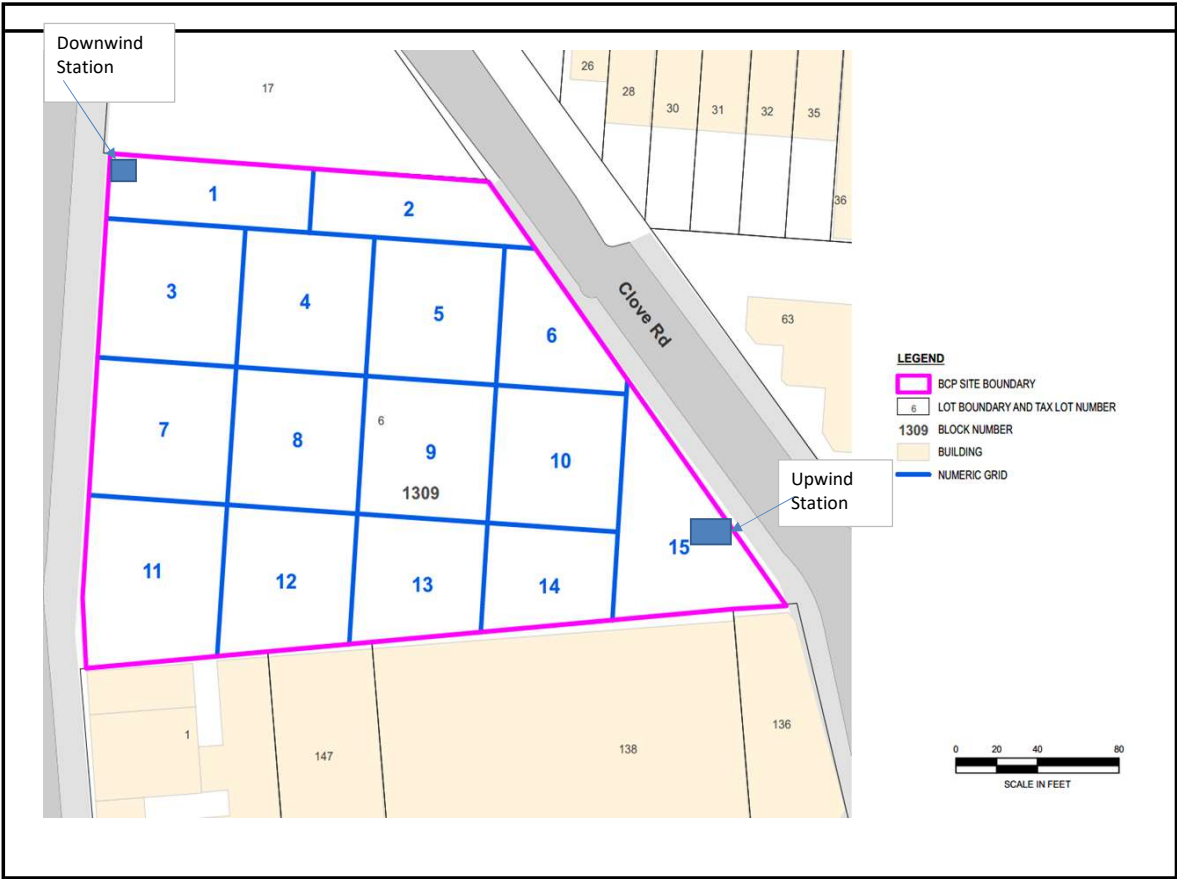 Downwind
Station
17
26
28
30
31
32
35
36
1
2
3
4
5
6
Clove Rd
63
7
8
6
9
10
1309
Upwind
Station
11
12
13
14
15
1
147
138
136
LEGEND
BCP SITE BOUNDARY
6 LOT BOUNDARY AND TAX LOT NUMBER
1309 BLOCK NUMBER
BUILDING
NUMERIC GRID
0 20 40 80
SCALE IN FEET